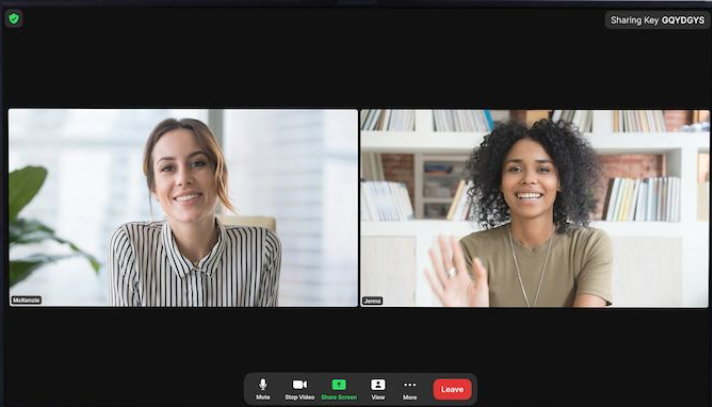 Sharing Key GQYDGYS
McKenzie
Jenna
Mute
Stop Video
Share Screen
View
More
Leave